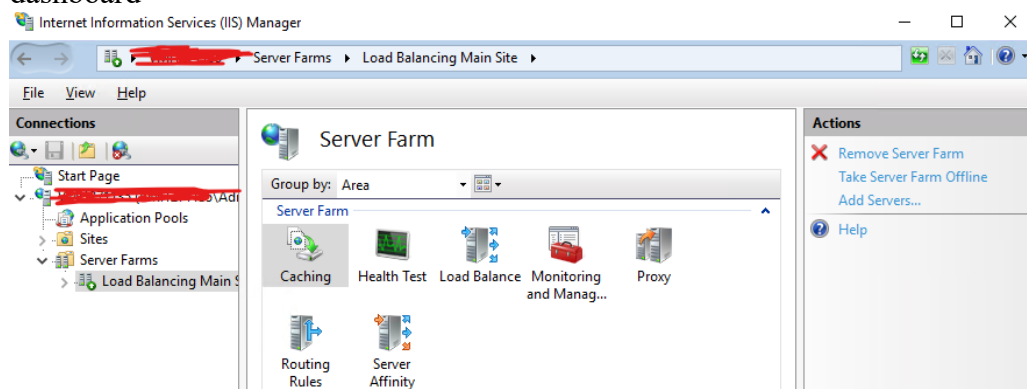 dashboard
Internet Information Services (IIS) Manager
Server Farms Load Balancing Main Site
File View Help
Connections
Start Page
Application Pools
Sites
Server Farms
Load Balancing Main S
Server Farm
Group by: Area
Server Farm
Caching Health Test Load Balance Monitoring and Manag... Proxy
Routing Rules Server Affinity
Actions
Remove Server Farm
Take Server Farm Offline
Add Servers...
Help